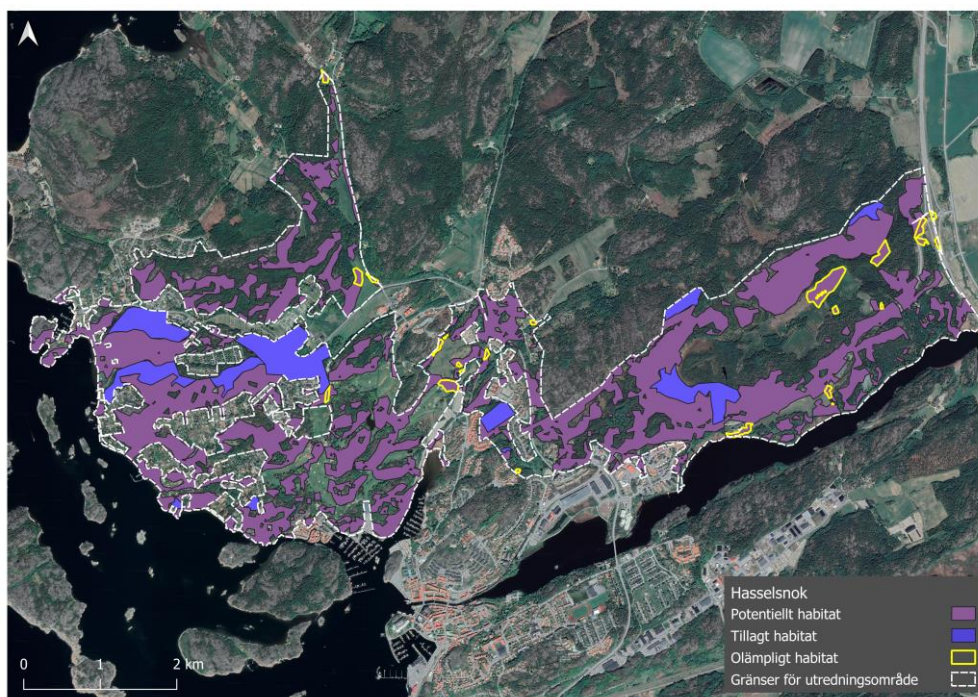 Hasselsnok
Potentiellt habitat
Tillagt habitat
Olämpligt habitat
Gränser för utredningsområde
0 1 2 km